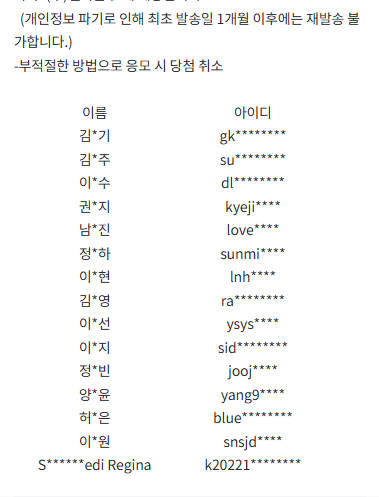 (개인정보 파기로 인해 최초 발송일 1개월 이후에는 재발송 불
가합니다.)
-부적절한 방법으로 응모 시 당첨 취소
이름 아이디
김*기 gk********
김*주 su********
이*수 dl********
권*지 kyeji****
남*진 love****
정*하 sunmi****
이*현 lnh****
김*영 ra********
이*선 ysys****
이*지 sid********
정*빈 jooj****
양*윤 yang9****
허*은 blue********
이*원 snsjd****
S******edi Regina k20221********